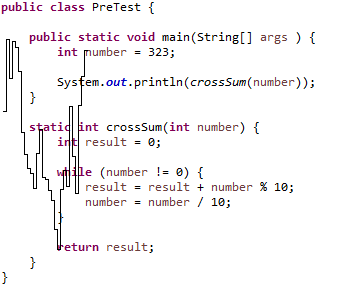 public class PreTest {
public static void main(String[] args ) {
int number = 323;
System.out.println(crossSum(number));
}
static int crossSum(int number) {
int result = 0;
while (number != 0) {
result = result + number % 10;
number = number / 10;
}
return result;
}
}